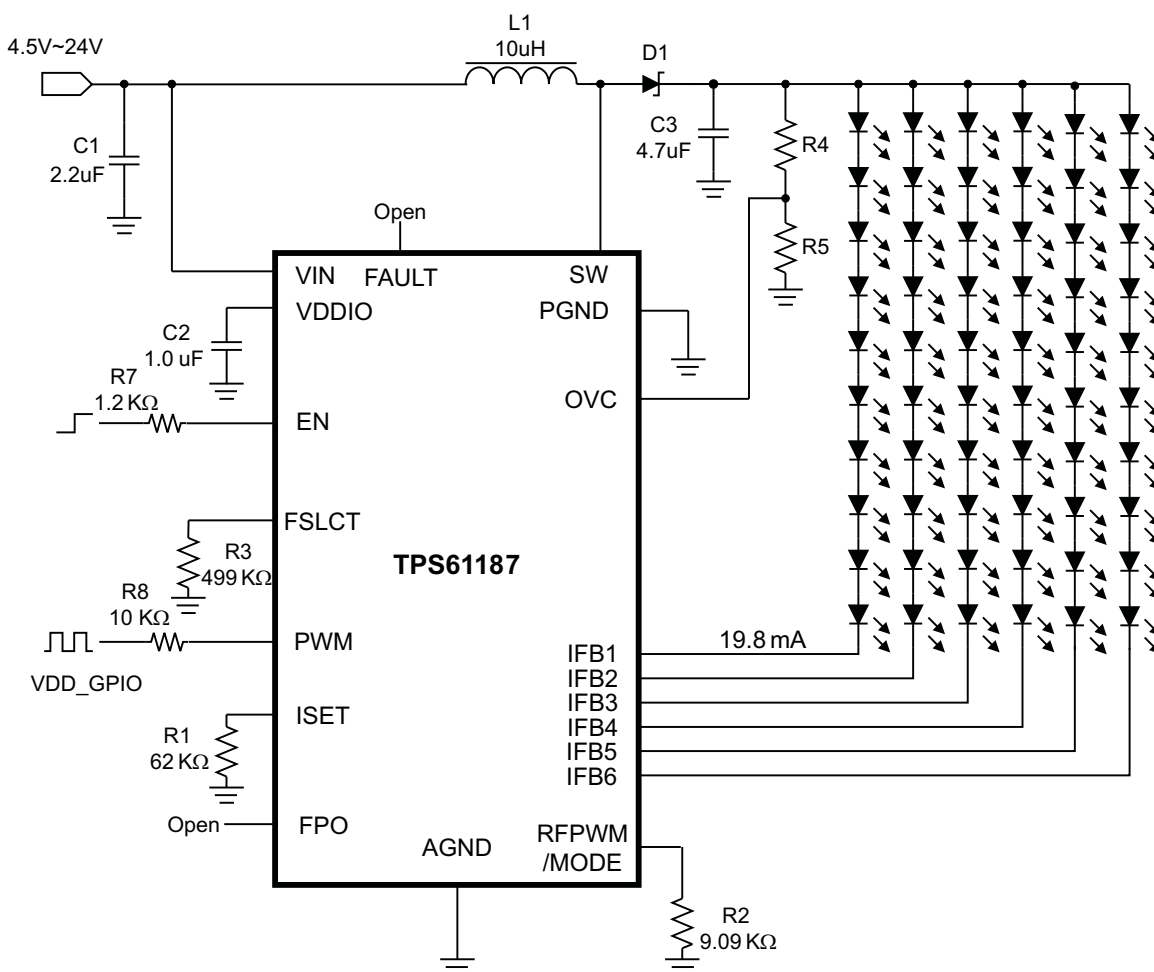 L1
10uH
4.5V~24V
D1
C1
2.2uF
C3
4.7uF
R4
R5
Open
VIN
FAULT
SW
VDDIO
PGND
C2
1.0 uF
R7
1.2 KΩ
EN
OVC
FSLCT
R3
499 KΩ
TPS61187
R8
10 KΩ
PWM
VDD_GPIO
19.8 mA
IFB1
IFB2
IFB3
IFB4
IFB5
IFB6
ISET
R1
62 KΩ
Open
FPO
AGND
RFPWM
/MODE
R2
9.09 KΩ